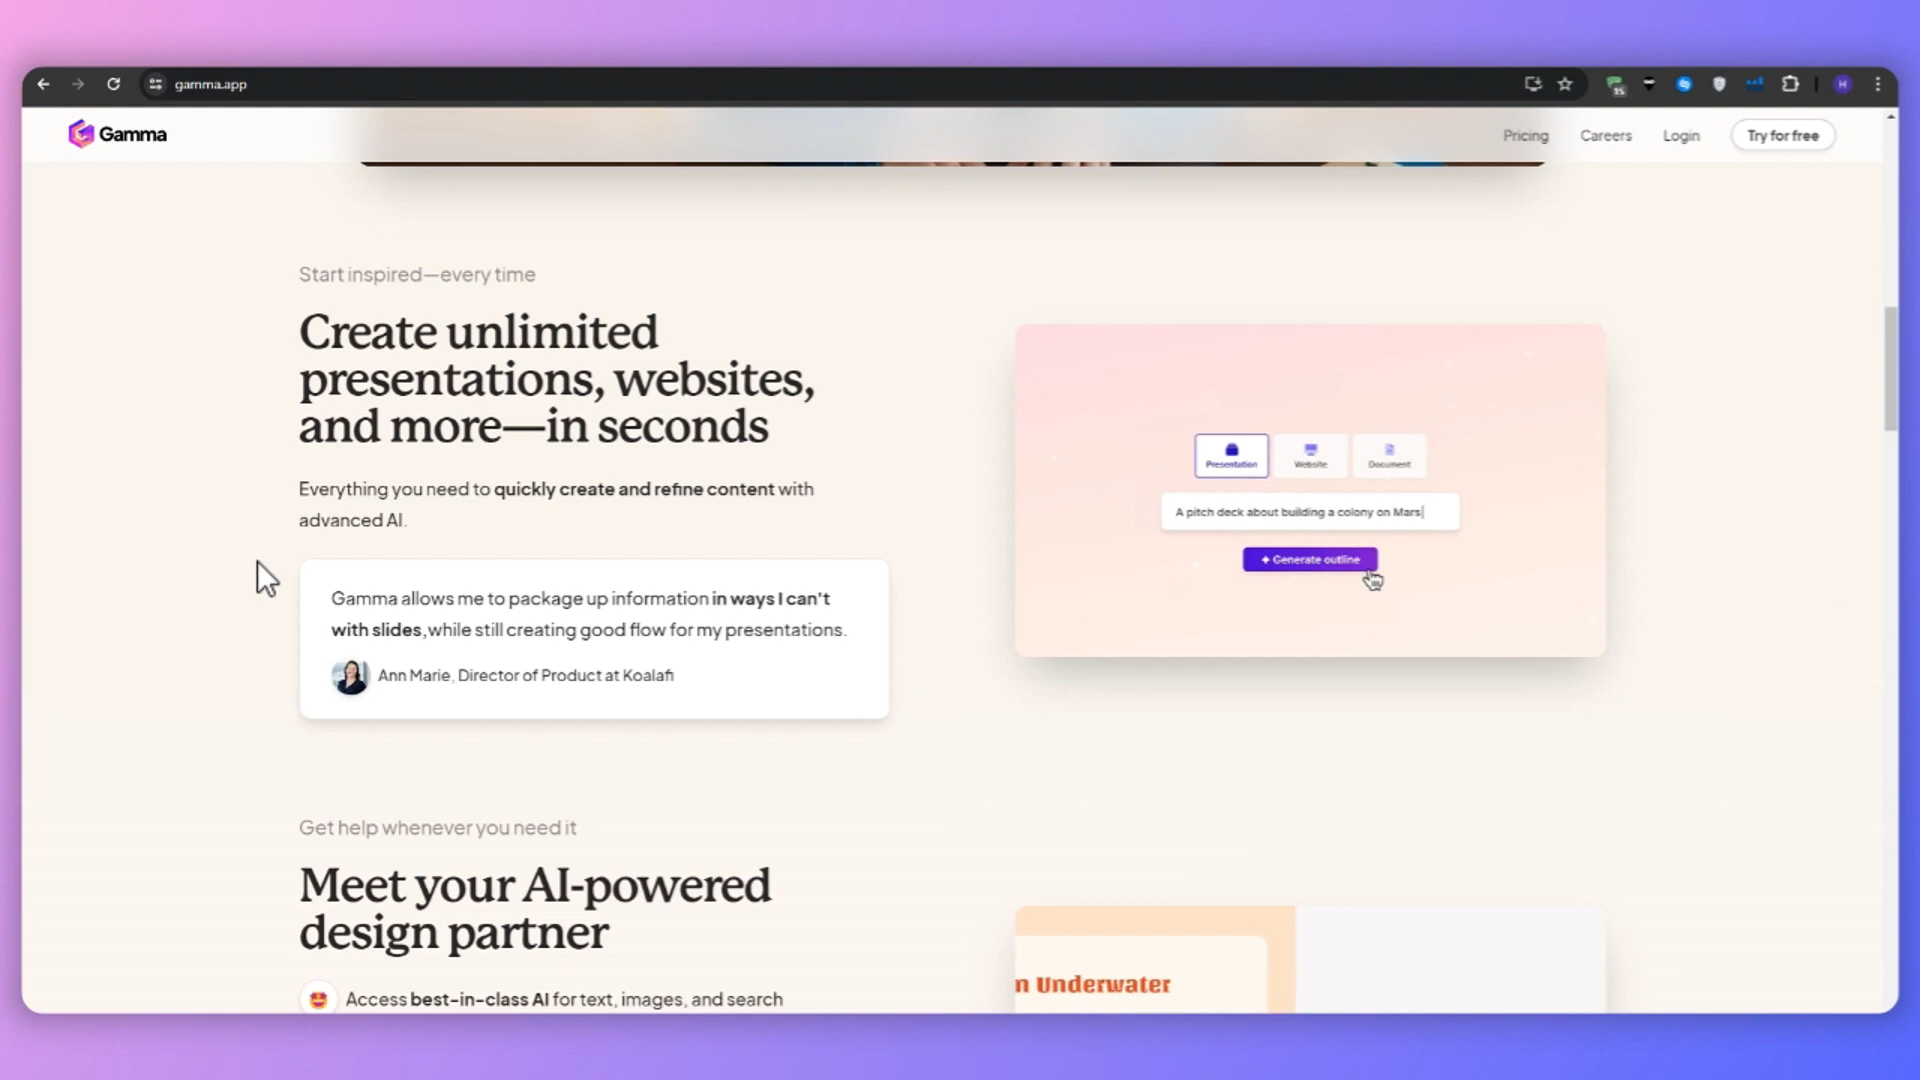 gamma.app
15
H
Gamma
Pricing
Careers
Login
Try for free
Start inspired—every time
Create unlimited
presentations, websites,
and more—in seconds
Everything you need to quickly create and refine content with
advanced AI.
Gamma allows me to package up information in ways I can't
with slides, while still creating good flow for my presentations.
Ann Marie, Director of Product at Koalafi
Presentation
Website
Document
A pitch deck about building a colony on Mars
Generate outline
Get help whenever you need it
Meet your AI-powered
design partner
Access best-in-class AI for text, images, and search
n Underwater